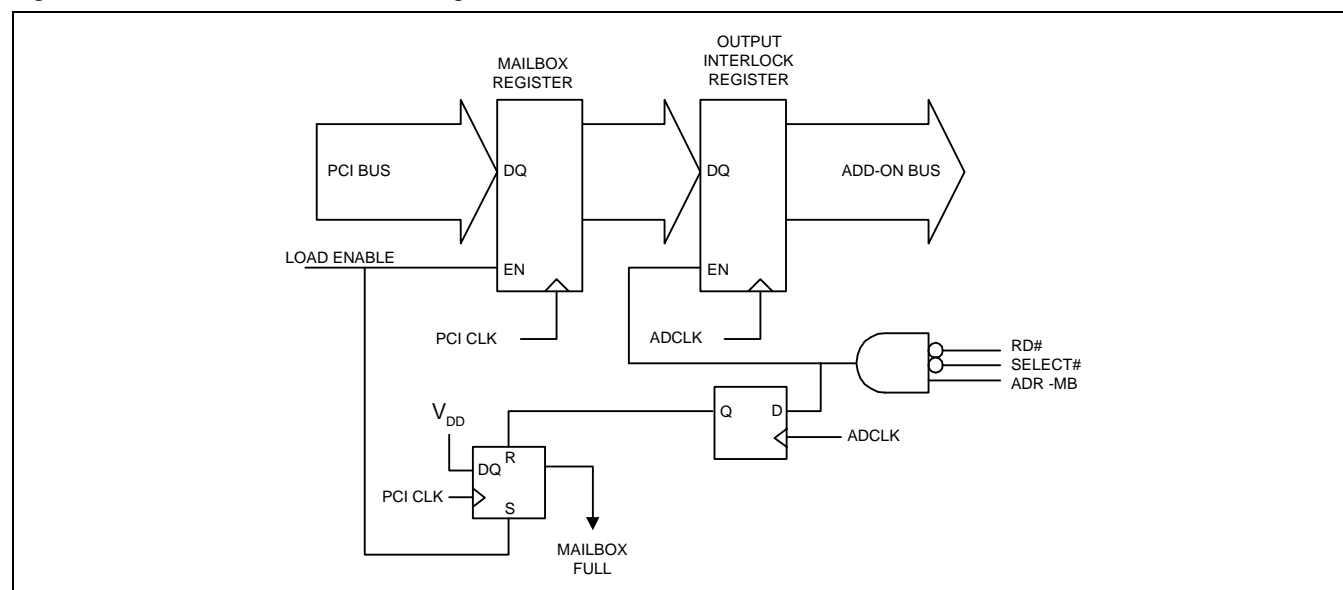 MAILBOX
REGISTER
OUTPUT
INTERLOCK
REGISTER
PCI BUS
DQ
DQ
ADD-ON BUS
LOAD ENABLE
EN
EN
PCI CLK
ADCLK
RD#
SELECT#
ADR -MB
Q
D
ADCLK
VDD
R
DQ
PCI CLK
S
MAILBOX
FULL